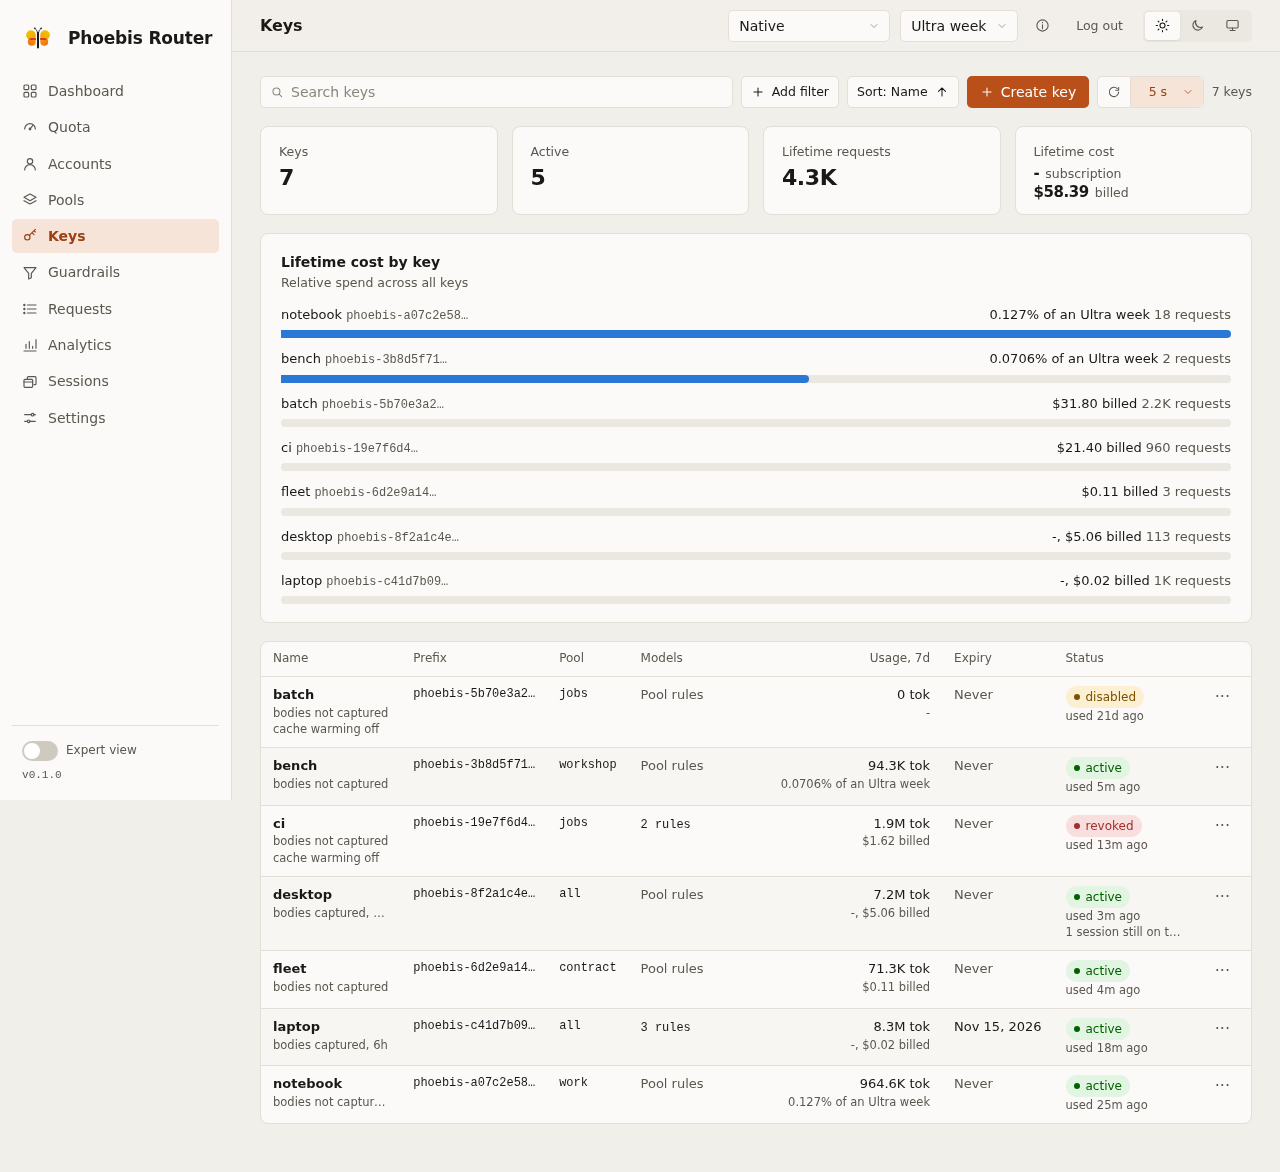 Phoebis Router
Dashboard
Quota
Accounts
Pools
Keys
Guardrails
Requests
Analytics
Sessions
Settings
Expert view
v0.1.0
Keys
Native
Ultra week
Log out
Search keys
Add filter
Sort: Name
Create key
5 s
7 keys
Keys
7
Active
5
Lifetime requests
4.3K
Lifetime cost
- subscription
$58.39 billed
Lifetime cost by key
Relative spend across all keys
notebook phoebis-a07c2e58… 0.127% of an Ultra week 18 requests
bench phoebis-3b8d5f71… 0.0706% of an Ultra week 2 requests
batch phoebis-5b70e3a2… $31.80 billed 2.2K requests
ci phoebis-19e7f6d4… $21.40 billed 960 requests
fleet phoebis-6d2e9a14… $0.11 billed 3 requests
desktop phoebis-8f2a1c4e… -, $5.06 billed 113 requests
laptop phoebis-c41d7b09… -, $0.02 billed 1K requests
Name Prefix Pool Models Usage, 7d Expiry Status
batch phoebis-5b70e3a2… jobs Pool rules 0 tok Never disabled
bodies not captured - used 21d ago
cache warming off
bench phoebis-3b8d5f71… workshop Pool rules 94.3K tok Never active
bodies not captured 0.0706% of an Ultra week used 5m ago
ci phoebis-19e7f6d4… jobs 2 rules 1.9M tok Never revoked
bodies not captured $1.62 billed used 13m ago
cache warming off
desktop phoebis-8f2a1c4e… all Pool rules 7.2M tok Never active
bodies captured, … -, $5.06 billed used 3m ago
1 session still on t…
fleet phoebis-6d2e9a14… contract Pool rules 71.3K tok Never active
bodies not captured $0.11 billed used 4m ago
laptop phoebis-c41d7b09… all 3 rules 8.3M tok Nov 15, 2026 active
bodies captured, 6h -, $0.02 billed used 18m ago
notebook phoebis-a07c2e58… work Pool rules 964.6K tok Never active
bodies not captur… 0.127% of an Ultra week used 25m ago